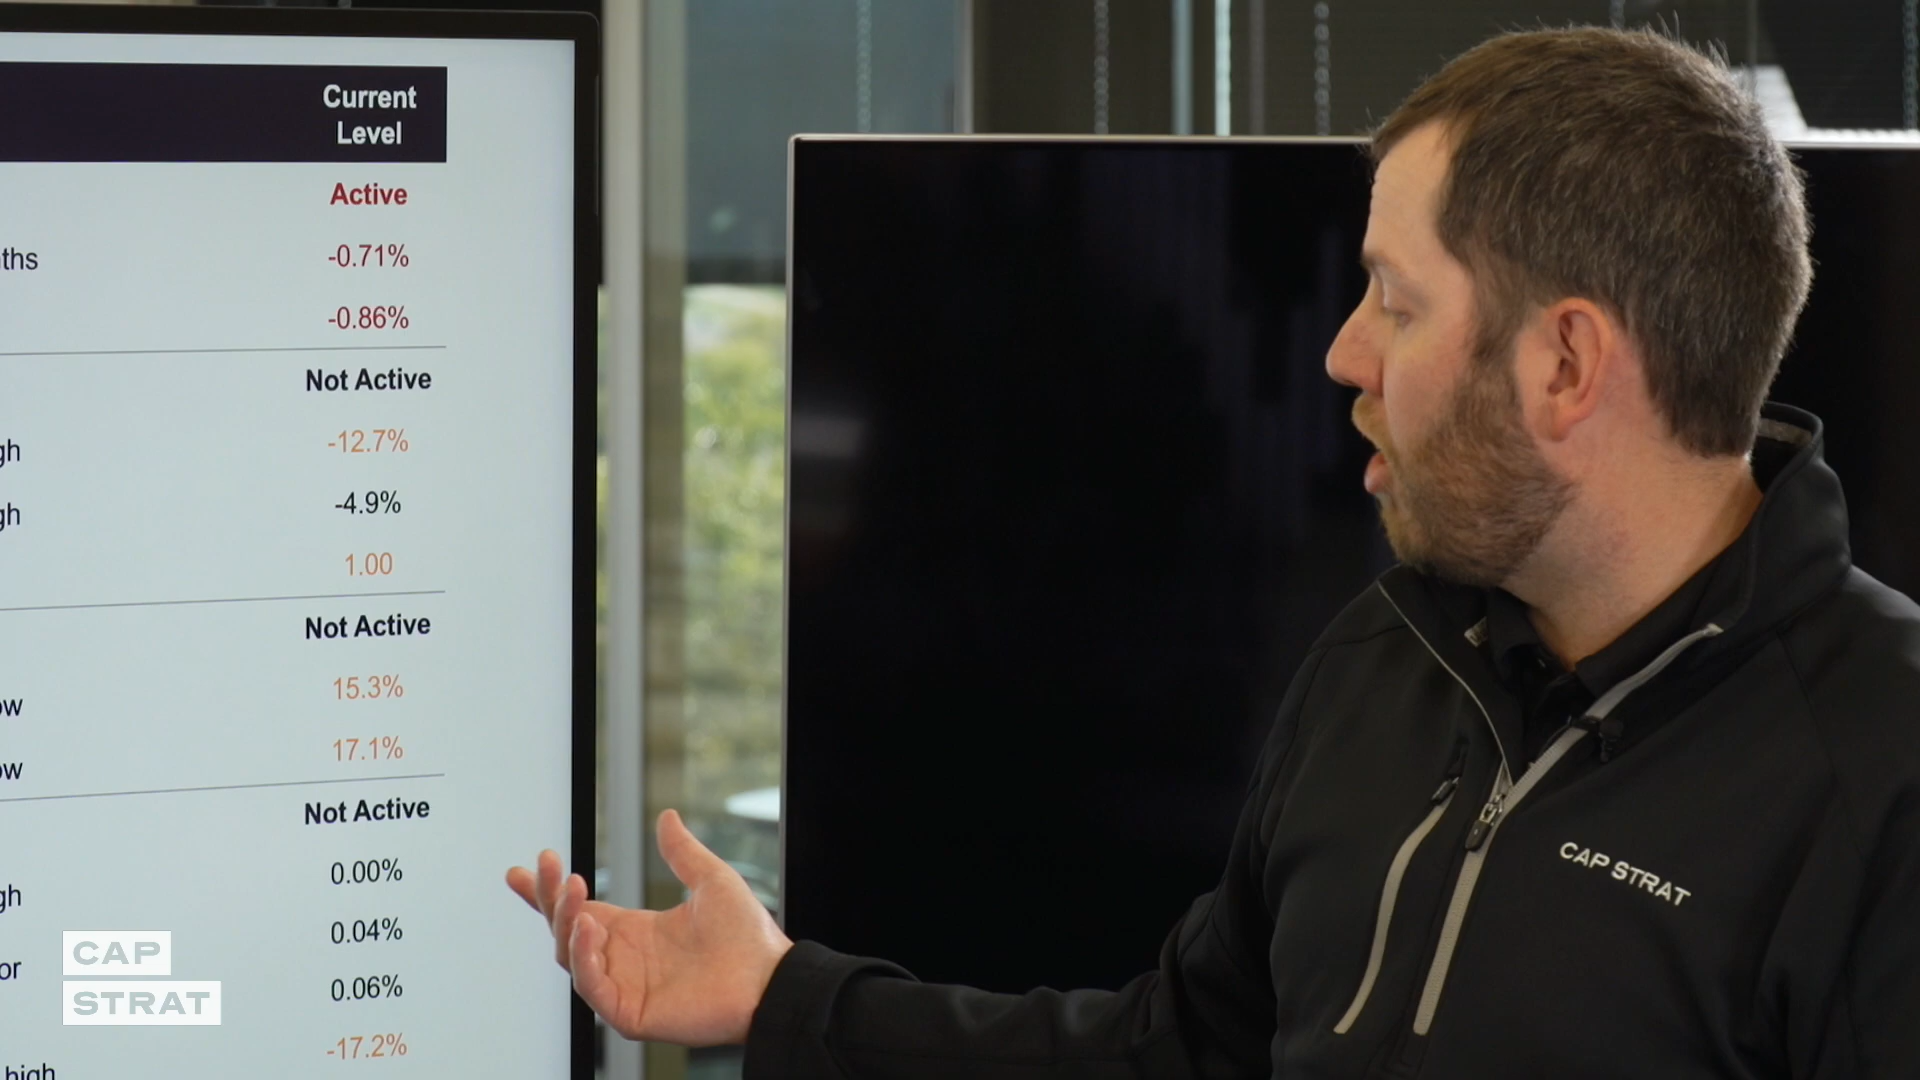 Current
Level
Active
ths
-0.71%
-0.86%
Not Active
gh
-12.7%
gh
-4.9%
1.00
Not Active
ow
15.3%
ow
17.1%
Not Active
gh
0.00%
or
0.04%
0.06%
high
-17.2%
CAP
STRAT
CAP STRAT